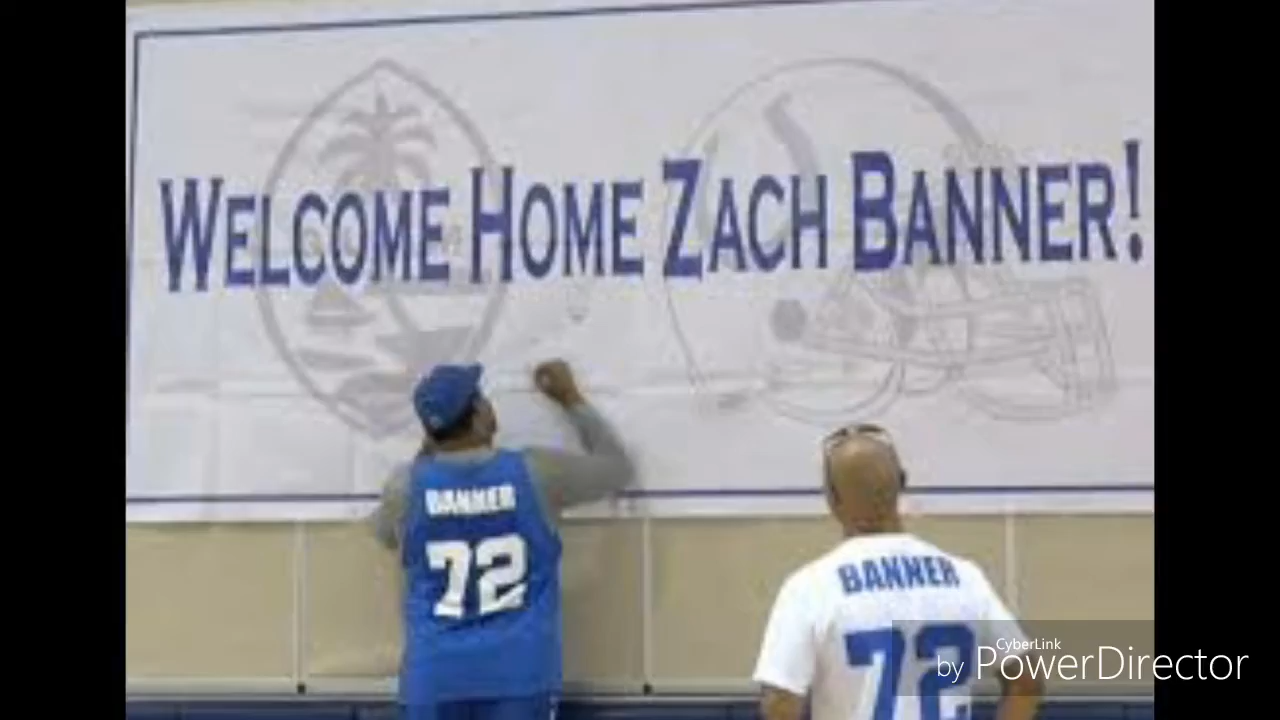 WELCOME HOME ZACH BANNER!
BANNER
72
BANNER
72
CyberLink
by PowerDirector